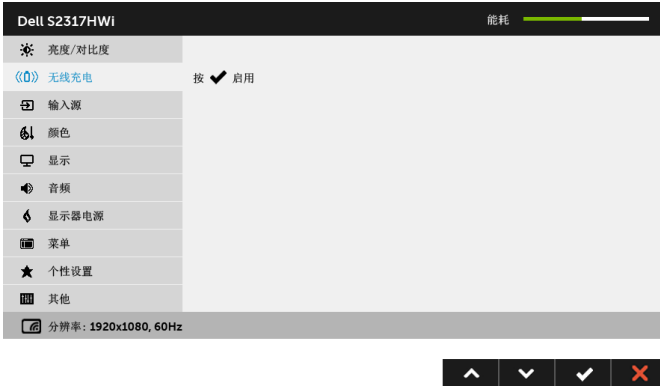 Dell S2317HWi 能耗
亮度/对比度
无线充电
按 ✔ 启用
输入源
颜色
显示
音频
显示器电源
菜单
个性设置
其他
分辨率: 1920x1080, 60Hz